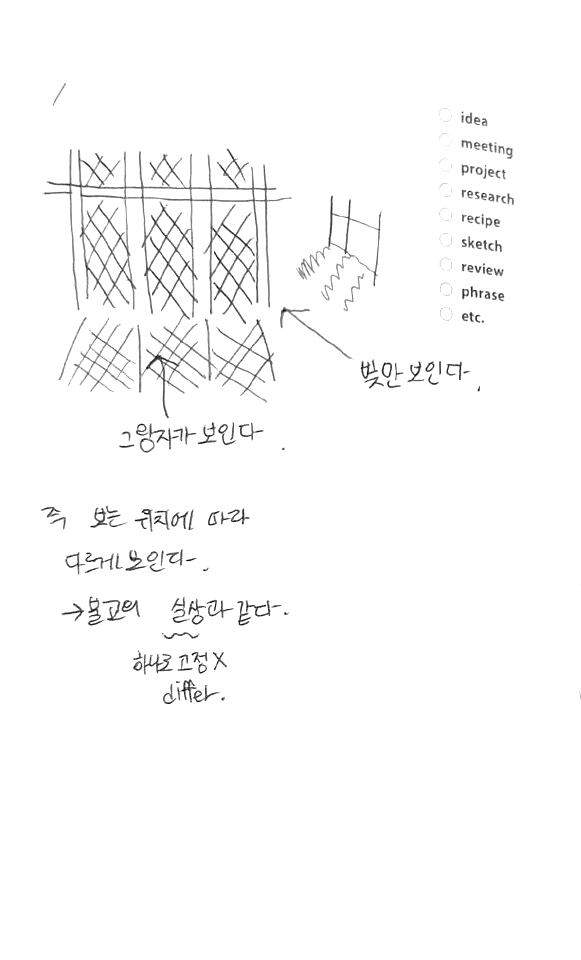 idea
meeting
project
research
recipe
sketch
review
phrase
etc.
빛만 보인다.
그림자가 보인다.
즉 보는 위치에 따라
다르게 보인다.
→ 불교의 실상과 같다.
하나로 고정 X
differ.